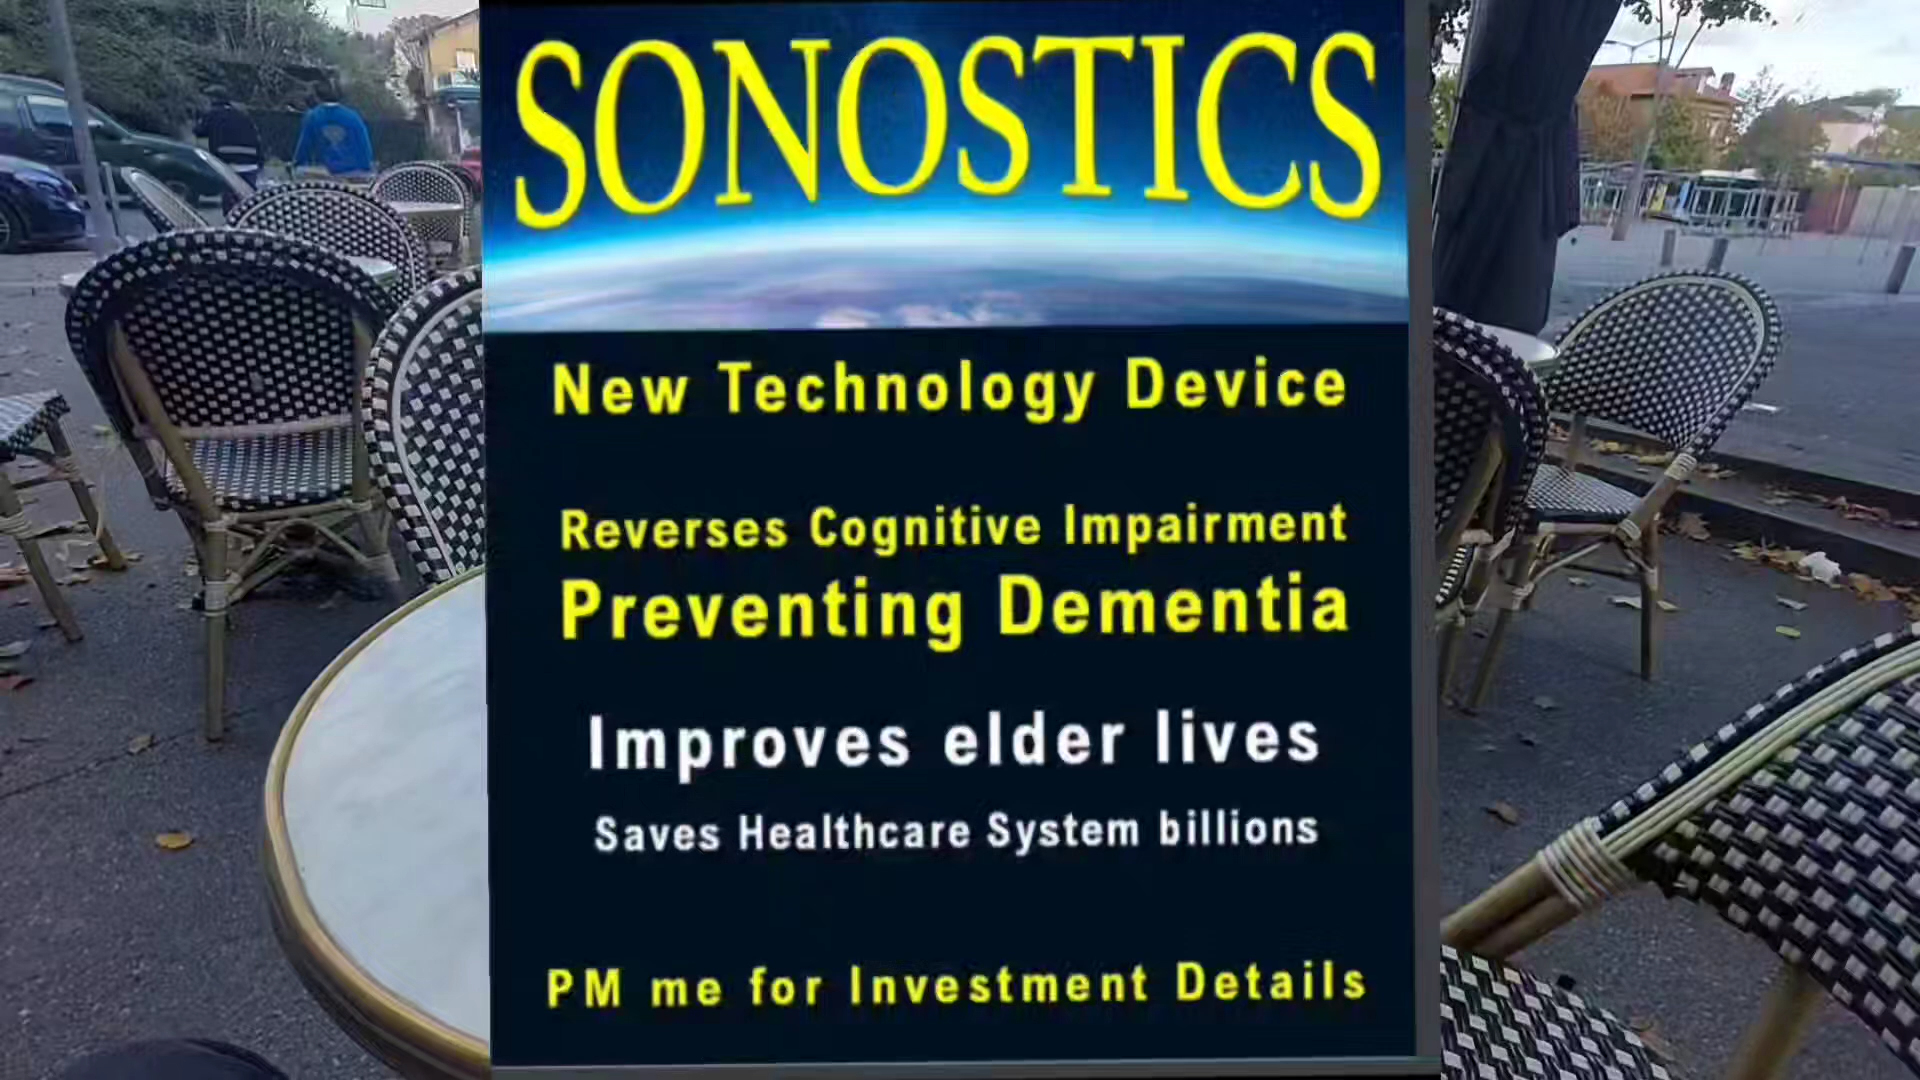 SONOSTICS
New Technology Device
Reverses Cognitive Impairment
Preventing Dementia
Improves elder lives
Saves Healthcare System billions
PM me for Investment Details